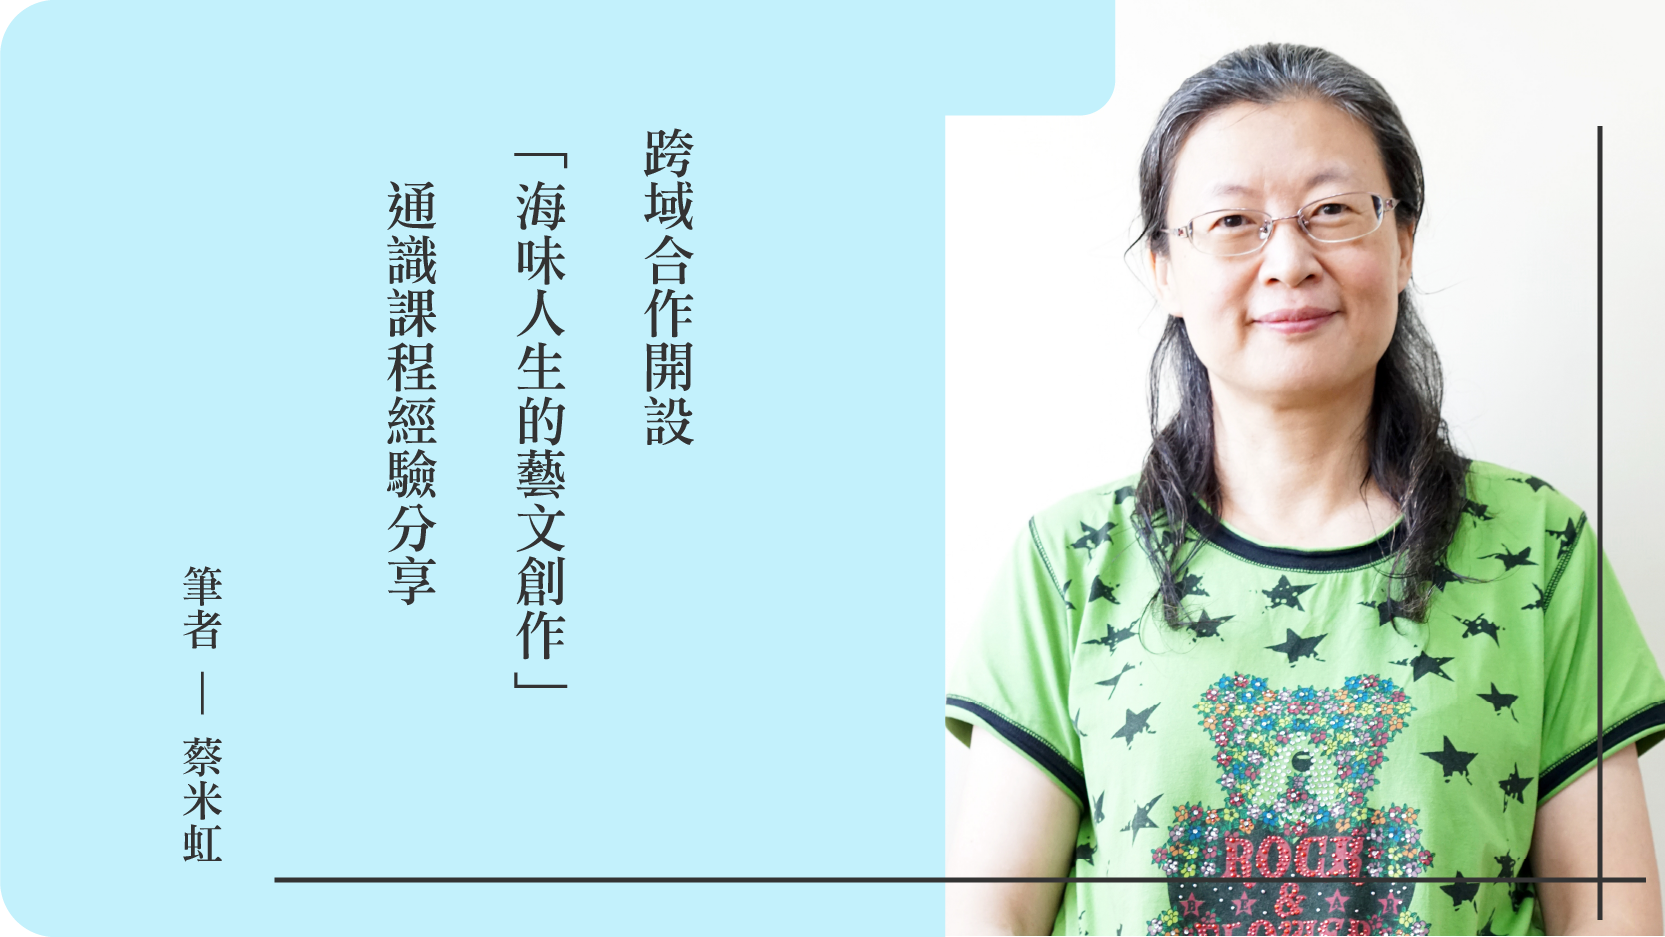 跨域合作開設
「海味人生的藝文創作」
通識課程經驗分享
筆者 — 蔡米虹
ROCK
&
FLOWER